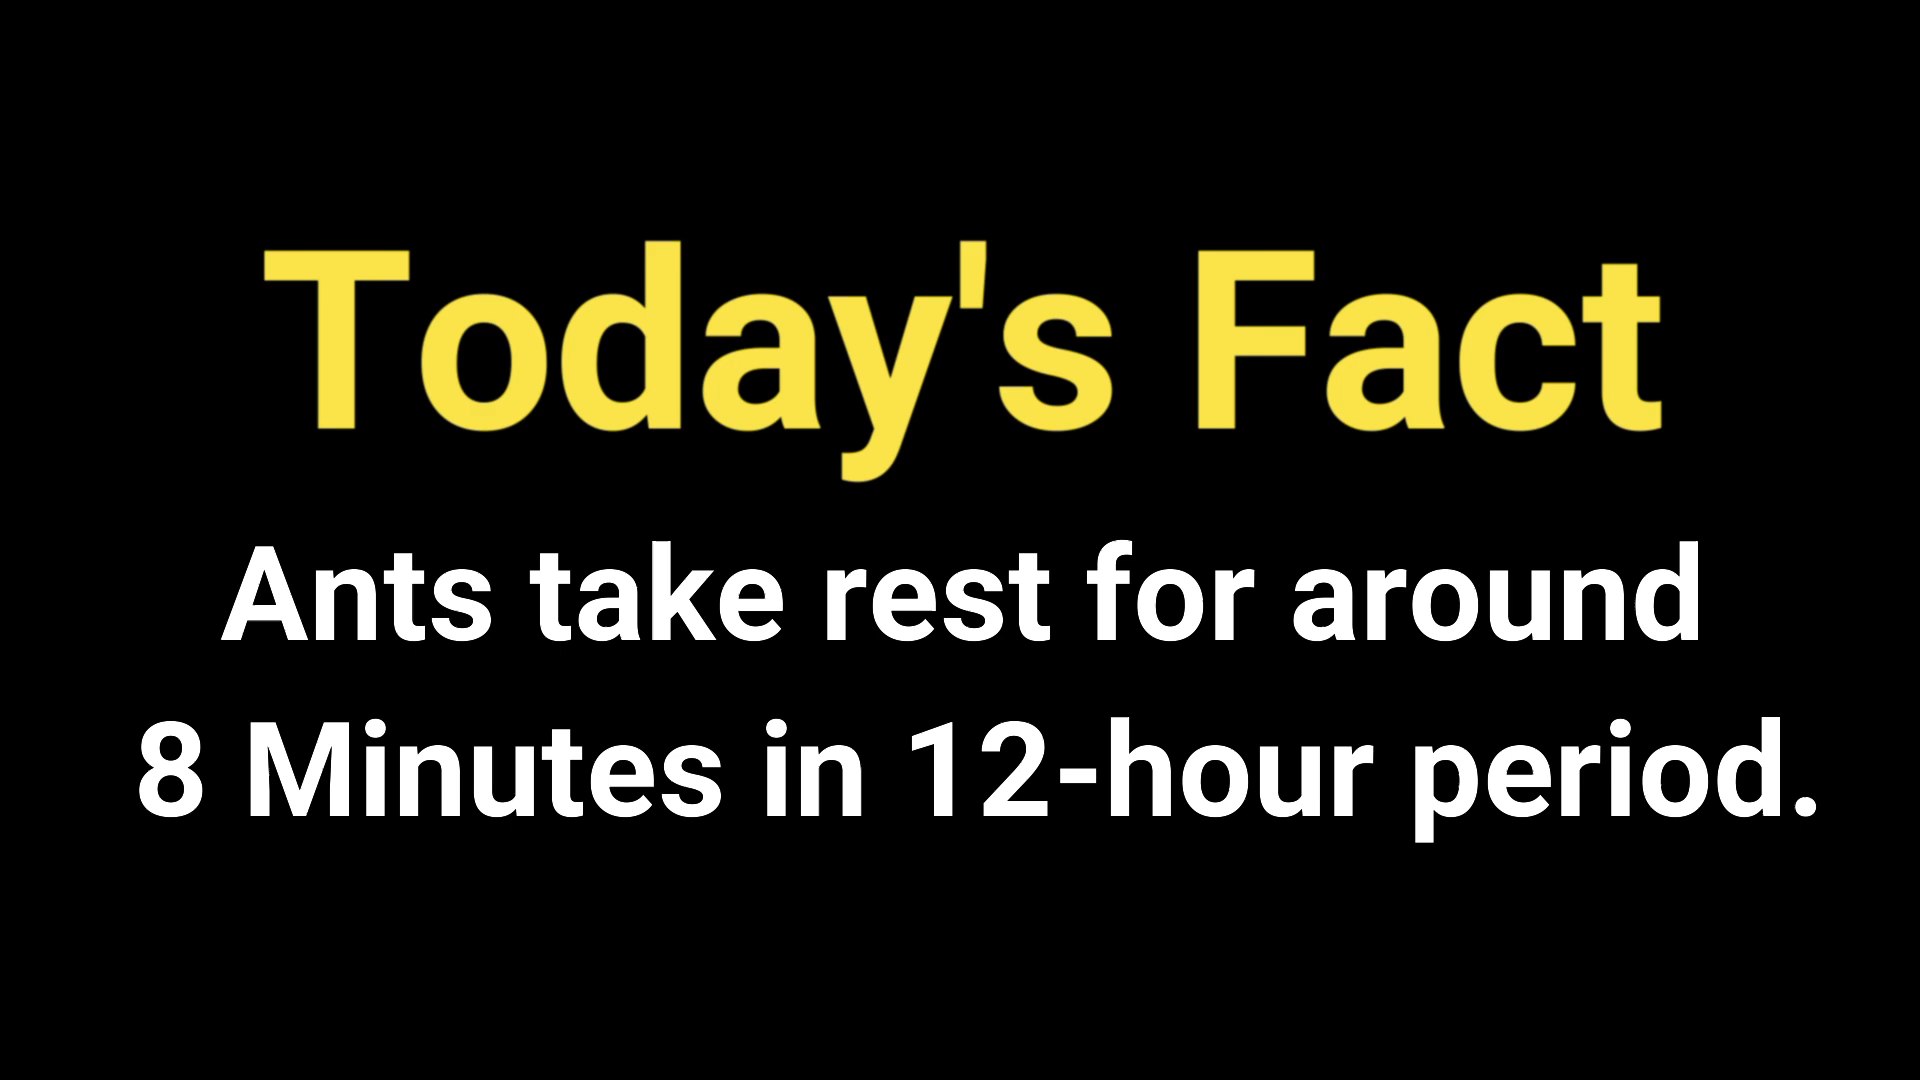 Today's Fact
Ants take rest for around
8 Minutes in 12-hour period.